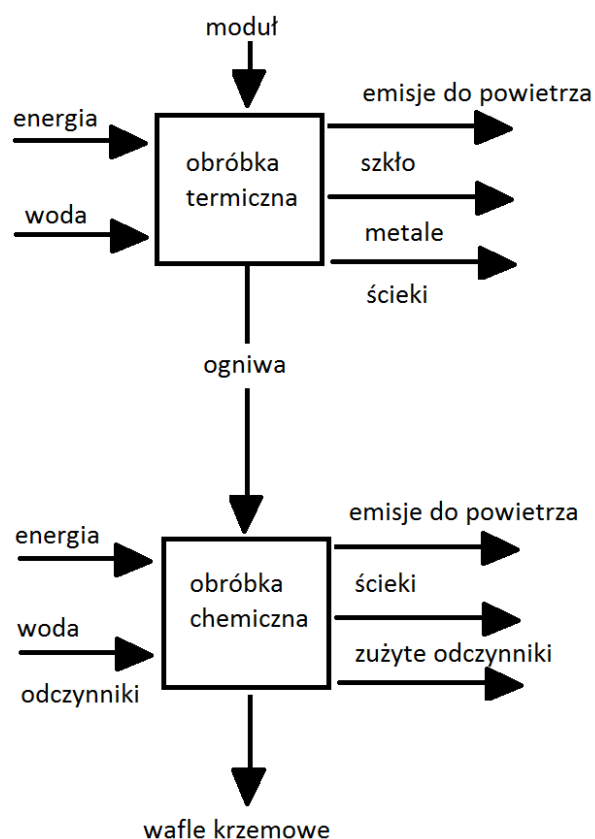 moduł
emisje do powietrza
energia
obróbka
termiczna
szkło
woda
metale
ścieki
ogniwa
emisje do powietrza
energia
obróbka
chemiczna
ścieki
woda
zużyte odczynniki
odczynniki
wafle krzemowe